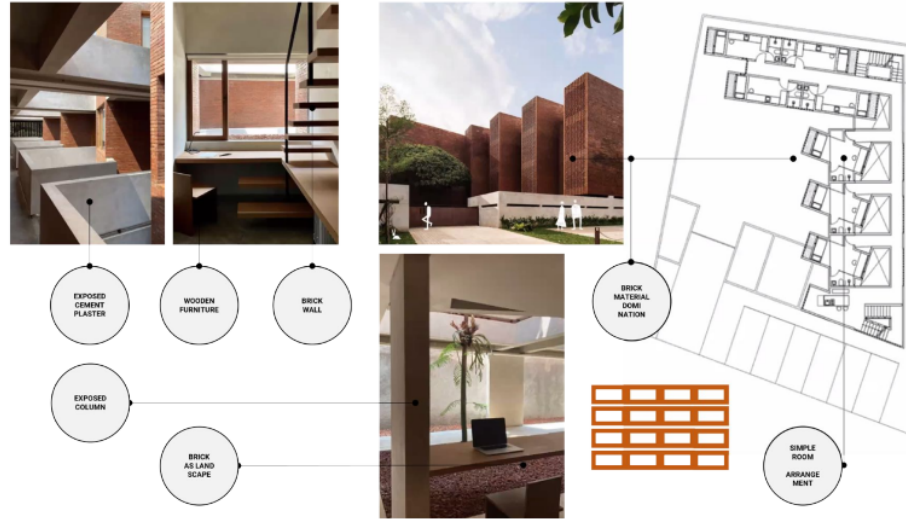 EXPOSED
CEMENT
PLASTER
WOODEN
FURNITURE
BRICK
WALL
BRICK
MATERIAL
DOMI
NATION
EXPOSED
COLUMN
BRICK
AS LAND
SCAPE
SIMPLE
ROOM
ARRANGE
MENT